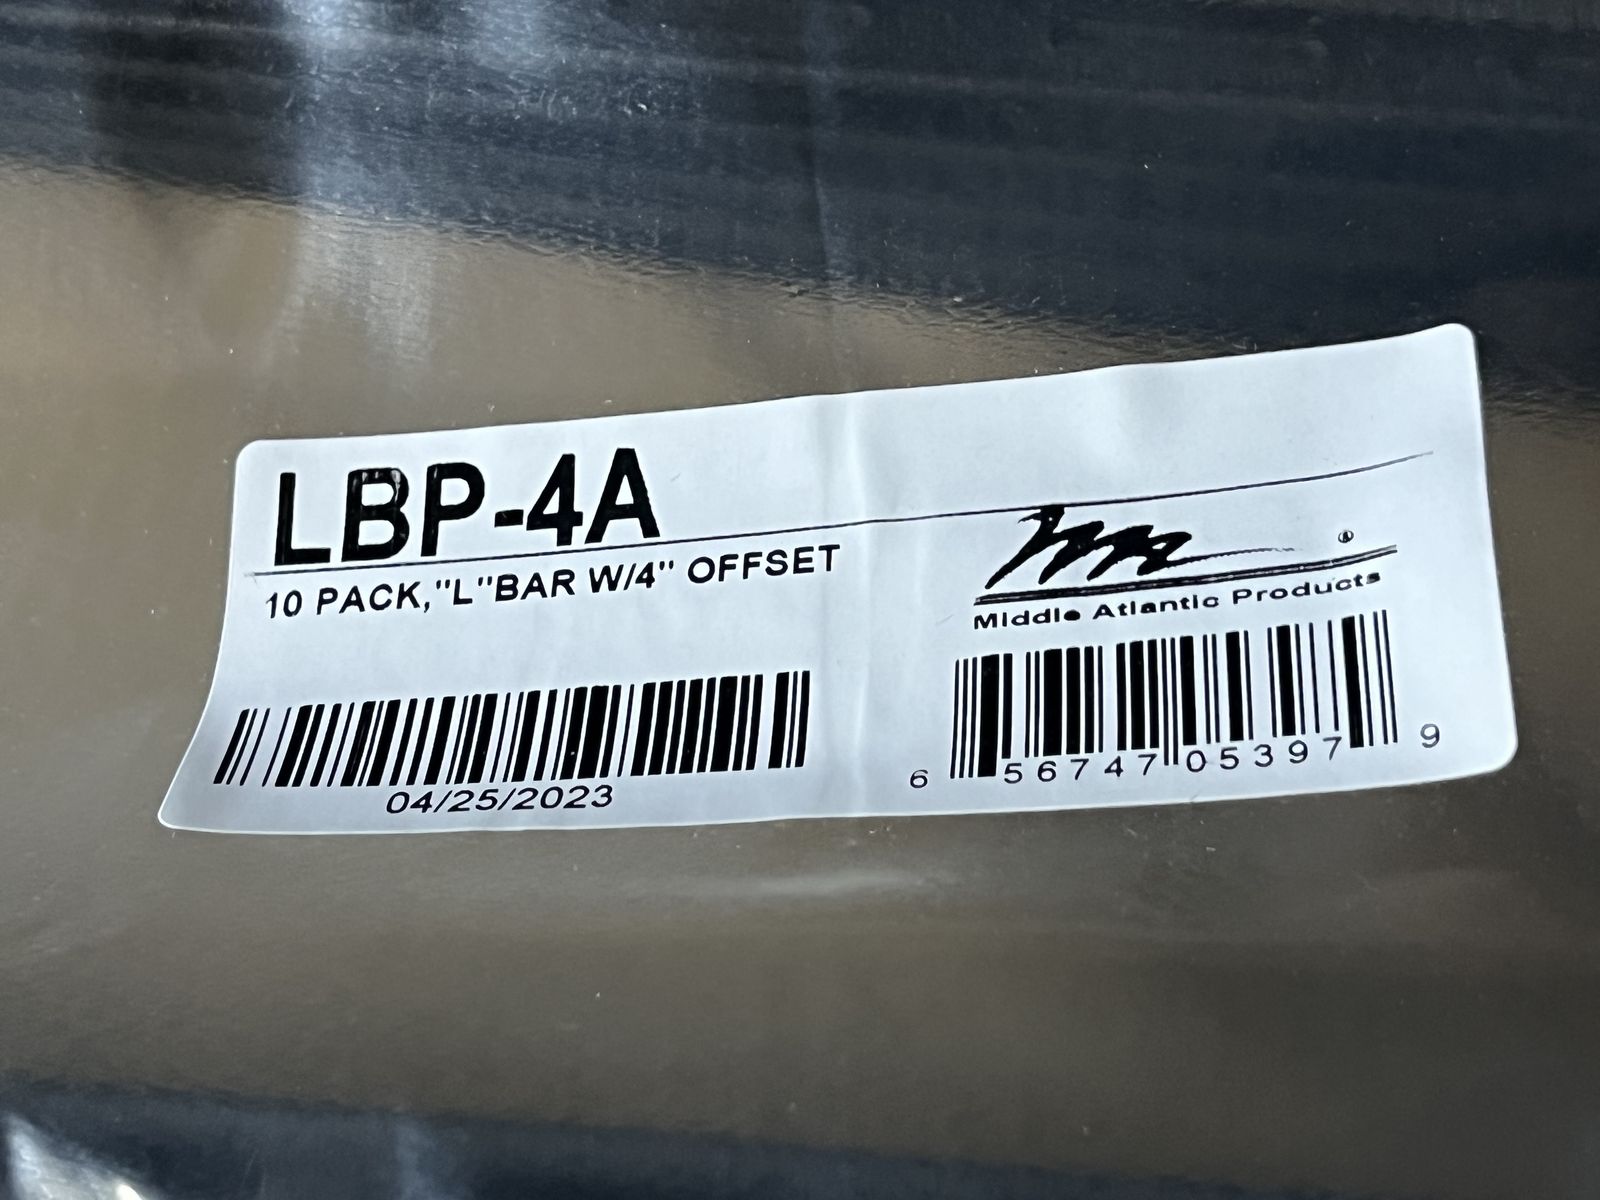 LBP-4A
10 PACK,"L"BAR W/4" OFFSET
04/25/2023
m ®
Middle Atlantic Products
6 56747 05397 9